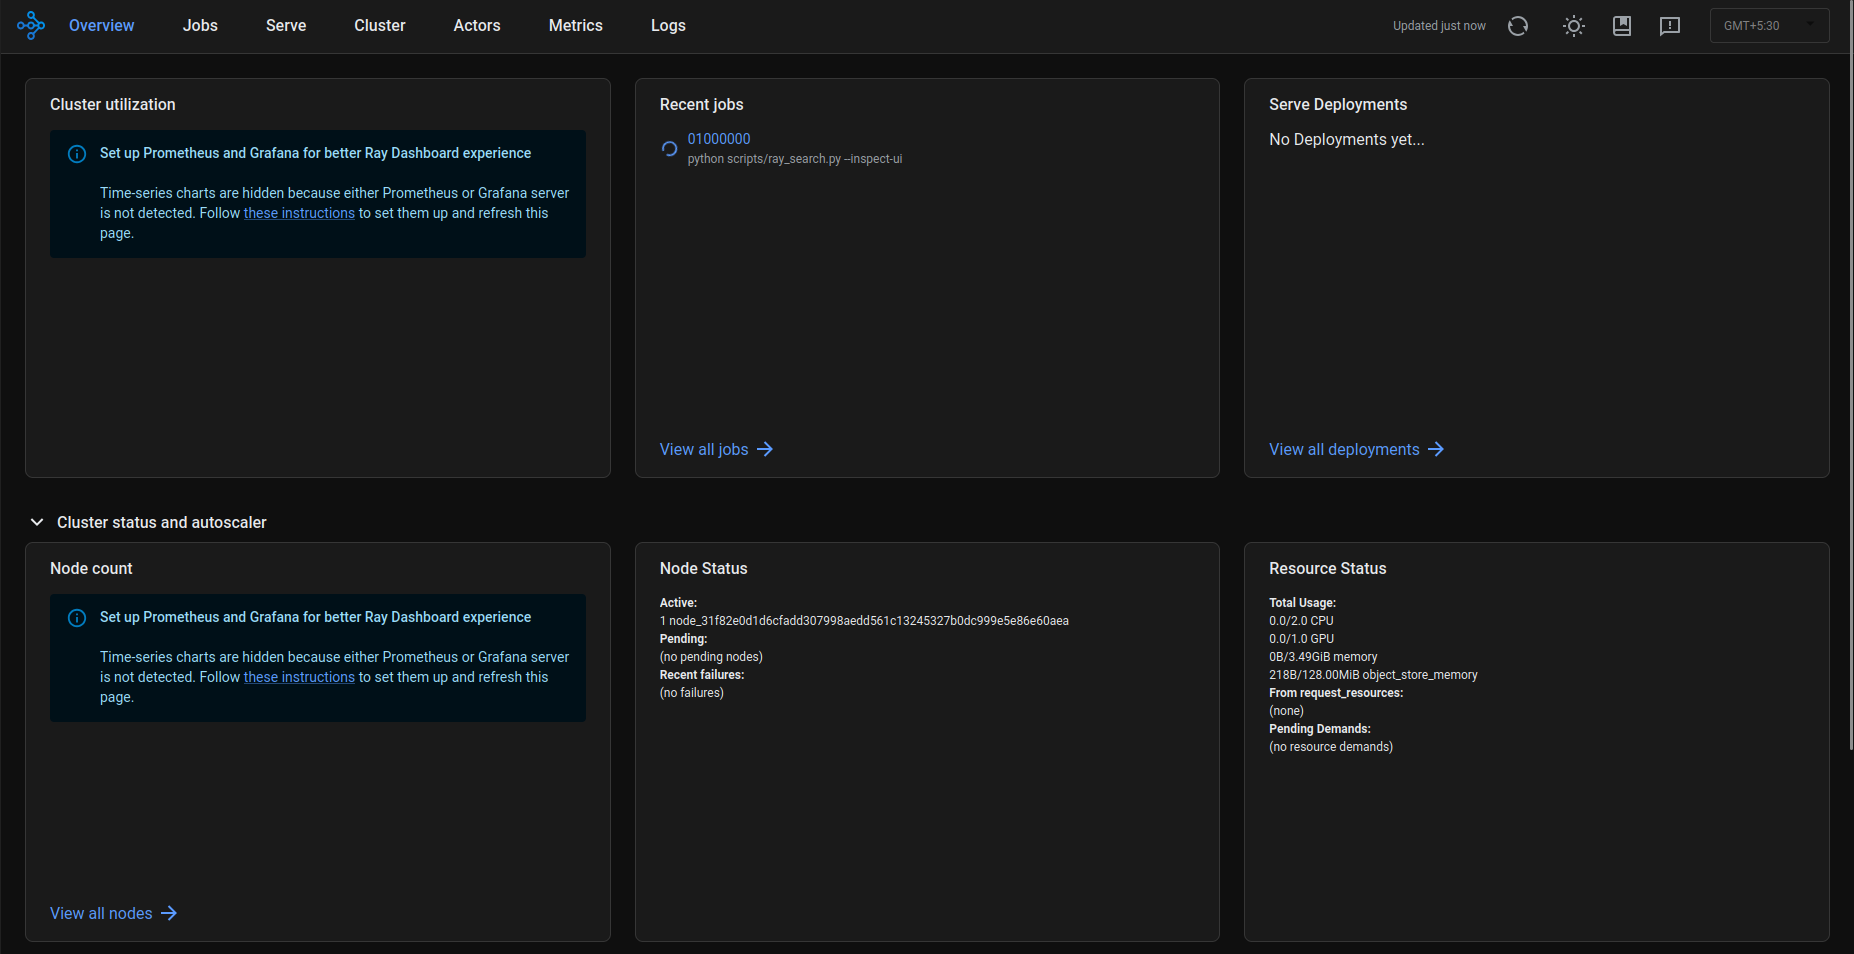 Overview Jobs Serve Cluster Actors Metrics Logs Updated just now GMT+5:30
Cluster utilization
Set up Prometheus and Grafana for better Ray Dashboard experience
Time-series charts are hidden because either Prometheus or Grafana server
is not detected. Follow these instructions to set them up and refresh this
page.
Recent jobs
01000000
python scripts/ray_search.py --inspect-ui
View all jobs
Serve Deployments
No Deployments yet...
View all deployments
Cluster status and autoscaler
Node count
Set up Prometheus and Grafana for better Ray Dashboard experience
Time-series charts are hidden because either Prometheus or Grafana server
is not detected. Follow these instructions to set them up and refresh this
page.
View all nodes
Node Status
Active:
1 node_31f82e0d1d6cfadd307998aedd561c13245327b0dc999e5e86e60aea
Pending:
(no pending nodes)
Recent failures:
(no failures)
Resource Status
Total Usage:
0.0/2.0 CPU
0.0/1.0 GPU
0B/3.49GiB memory
218B/128.00MiB object_store_memory
From request_resources:
(none)
Pending Demands:
(no resource demands)